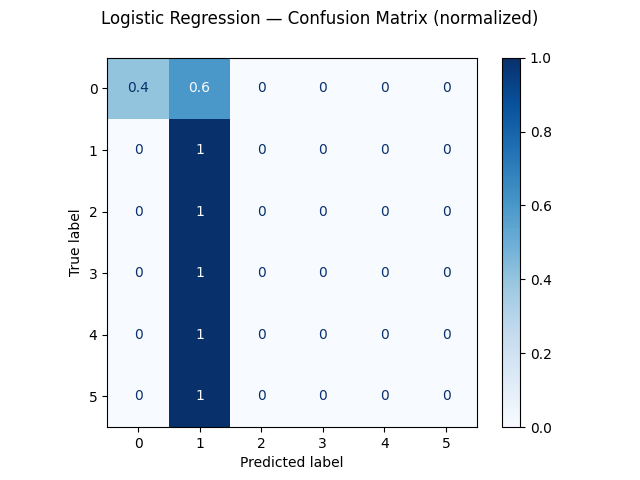 Logistic Regression — Confusion Matrix (normalized)
True label
0 0.4 0.6 0 0 0 0
1 0 1 0 0 0 0
2 0 1 0 0 0 0
3 0 1 0 0 0 0
4 0 1 0 0 0 0
5 0 1 0 0 0 0
0 1 2 3 4 5
Predicted label
1.0
0.8
0.6
0.4
0.2
0.0